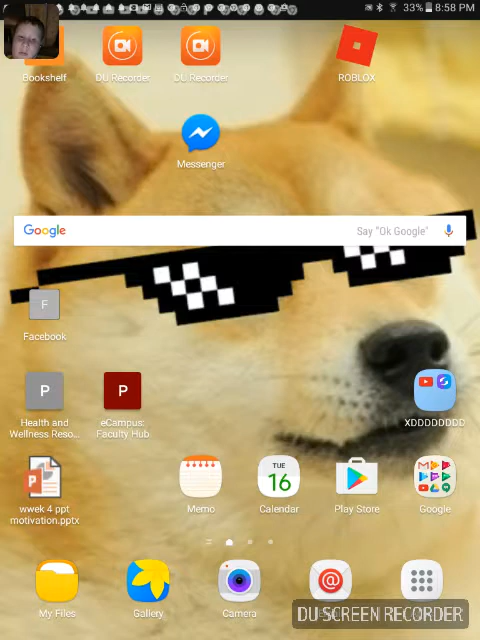 33% 8:58 PM
Bookshelf
DU Recorder
DU Recorder
ROBLOX
Messenger
Google
Say "Ok Google"
F
Facebook
P
P
Health and
Wellness Reso...
eCampus:
Faculty Hub
XDDDDDDDD
P
wwek 4 ppt
motivation.pptx
Memo
TUE
16
Calendar
Play Store
Google
My Files
Gallery
Camera
@
DU SCREEN RECORDER